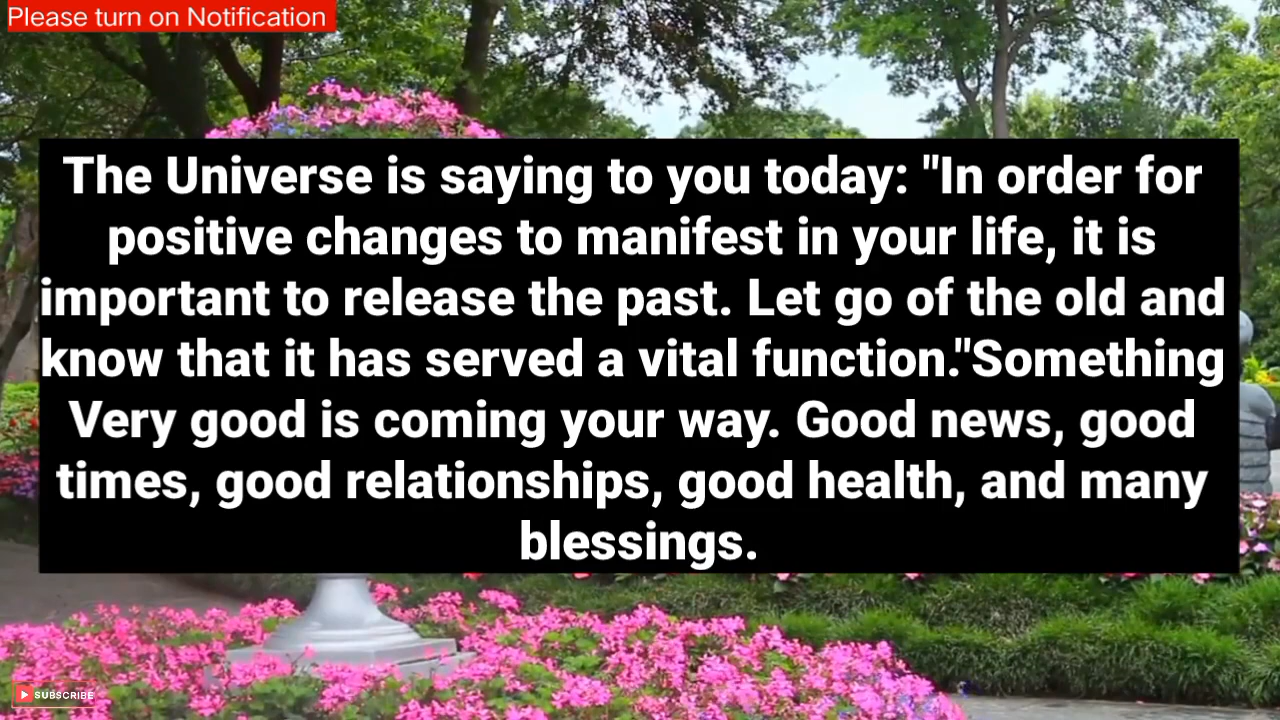 Please turn on Notification
The Universe is saying to you today: "In order for
positive changes to manifest in your life, it is
important to release the past. Let go of the old and
know that it has served a vital function."Something
Very good is coming your way. Good news, good
times, good relationships, good health, and many
blessings.
SUBSCRIBE